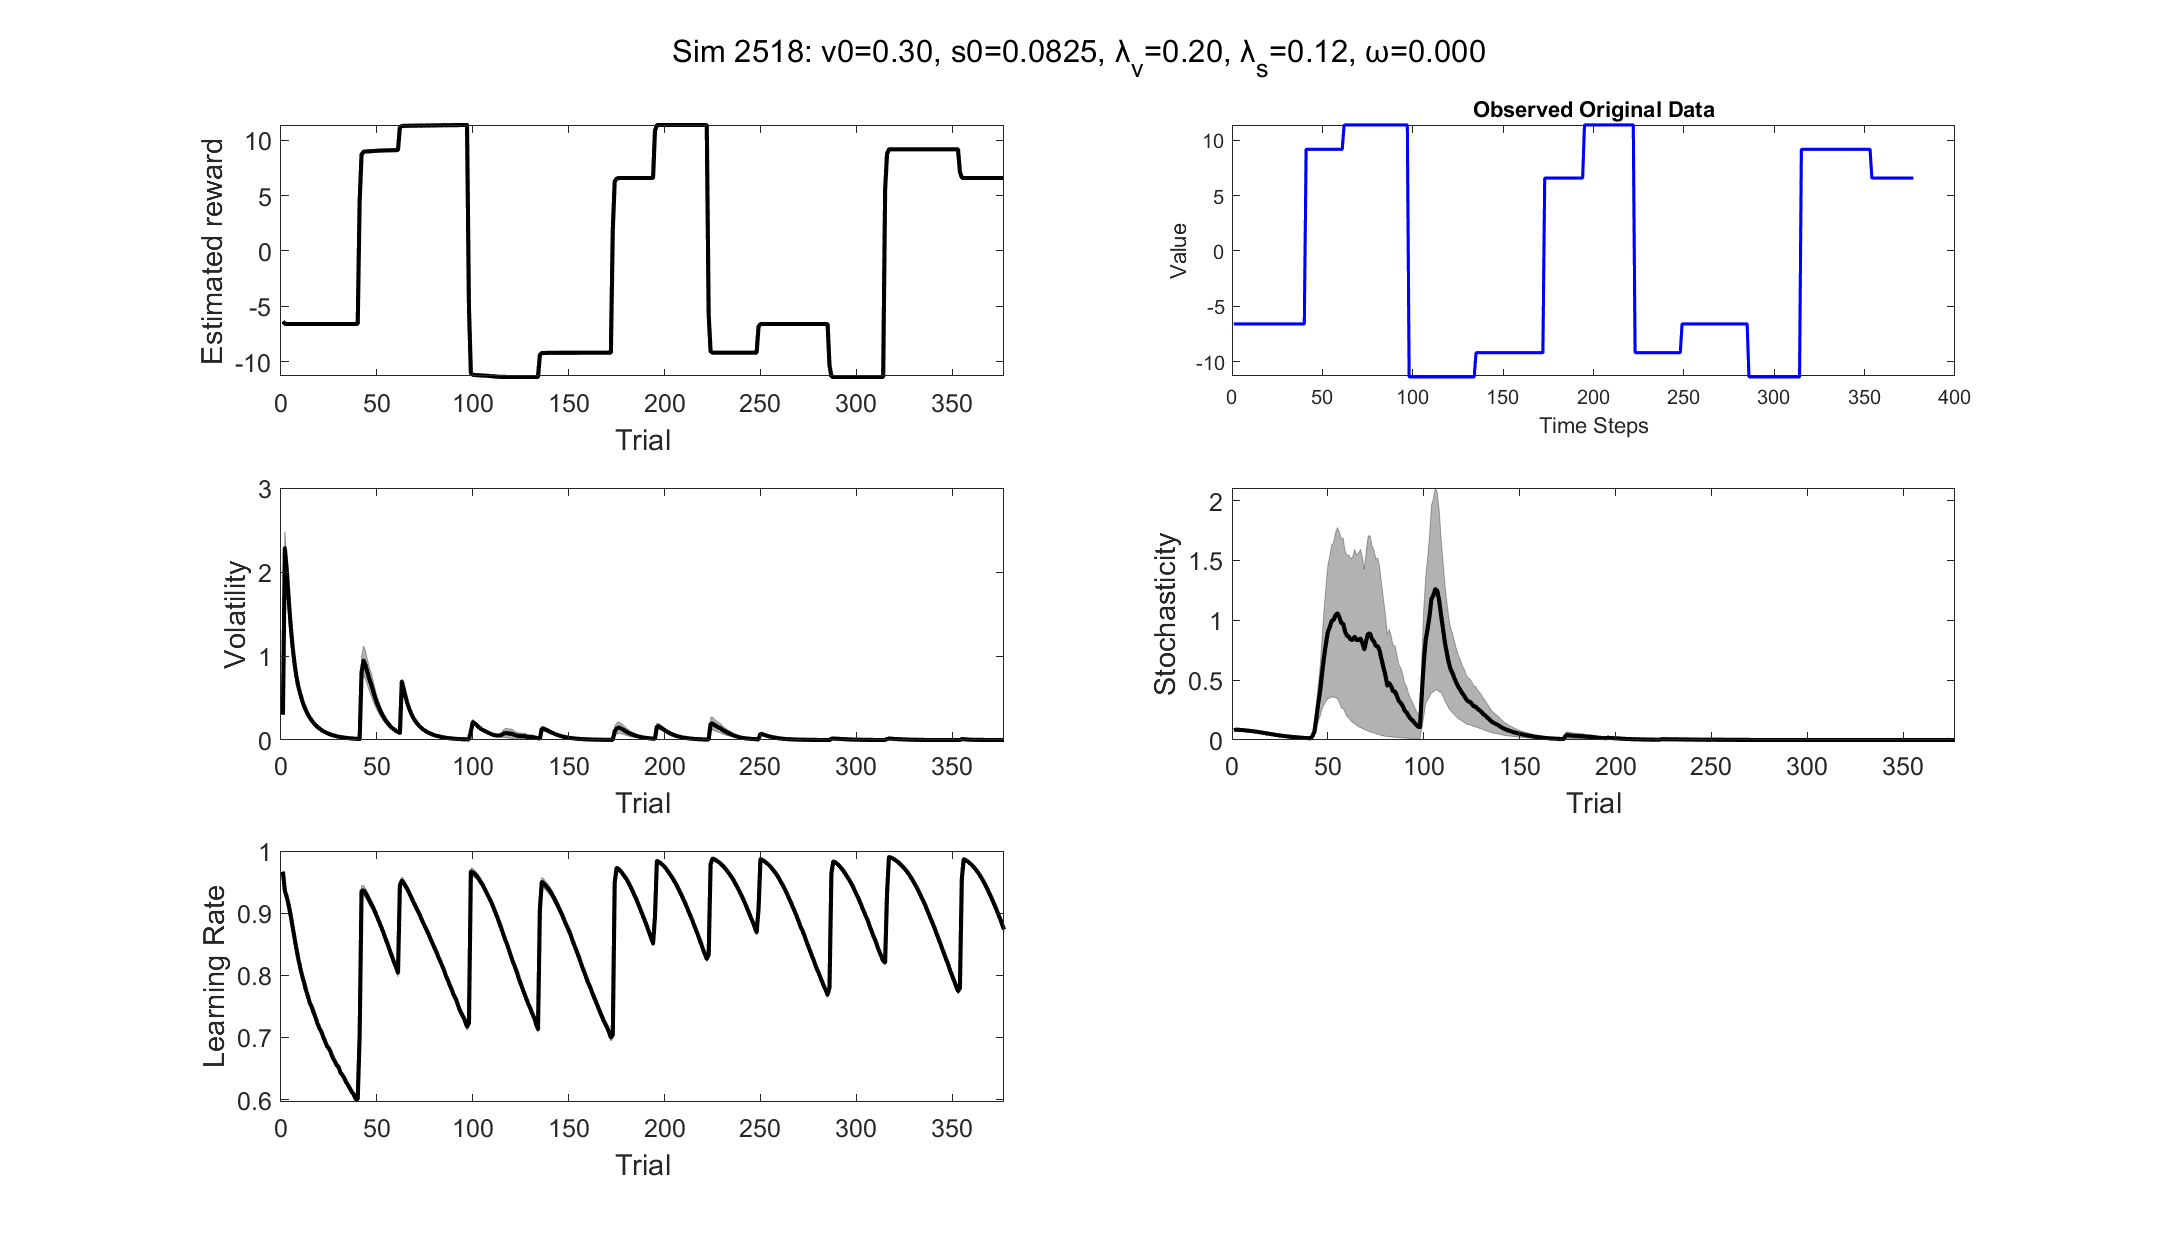 Sim 2518: v0=0.30, s0=0.0825, λv=0.20, λs=0.12, ω=0.000
Estimated reward
10
5
0
-5
-10
0 50 100 150 200 250 300 350
Trial
Observed Original Data
Value
10
5
0
-5
-10
0 50 100 150 200 250 300 350 400
Time Steps
Volatility
3
2
1
0
0 50 100 150 200 250 300 350
Trial
Stochasticity
2
1.5
1
0.5
0
0 50 100 150 200 250 300 350
Trial
Learning Rate
1
0.9
0.8
0.7
0.6
0 50 100 150 200 250 300 350
Trial